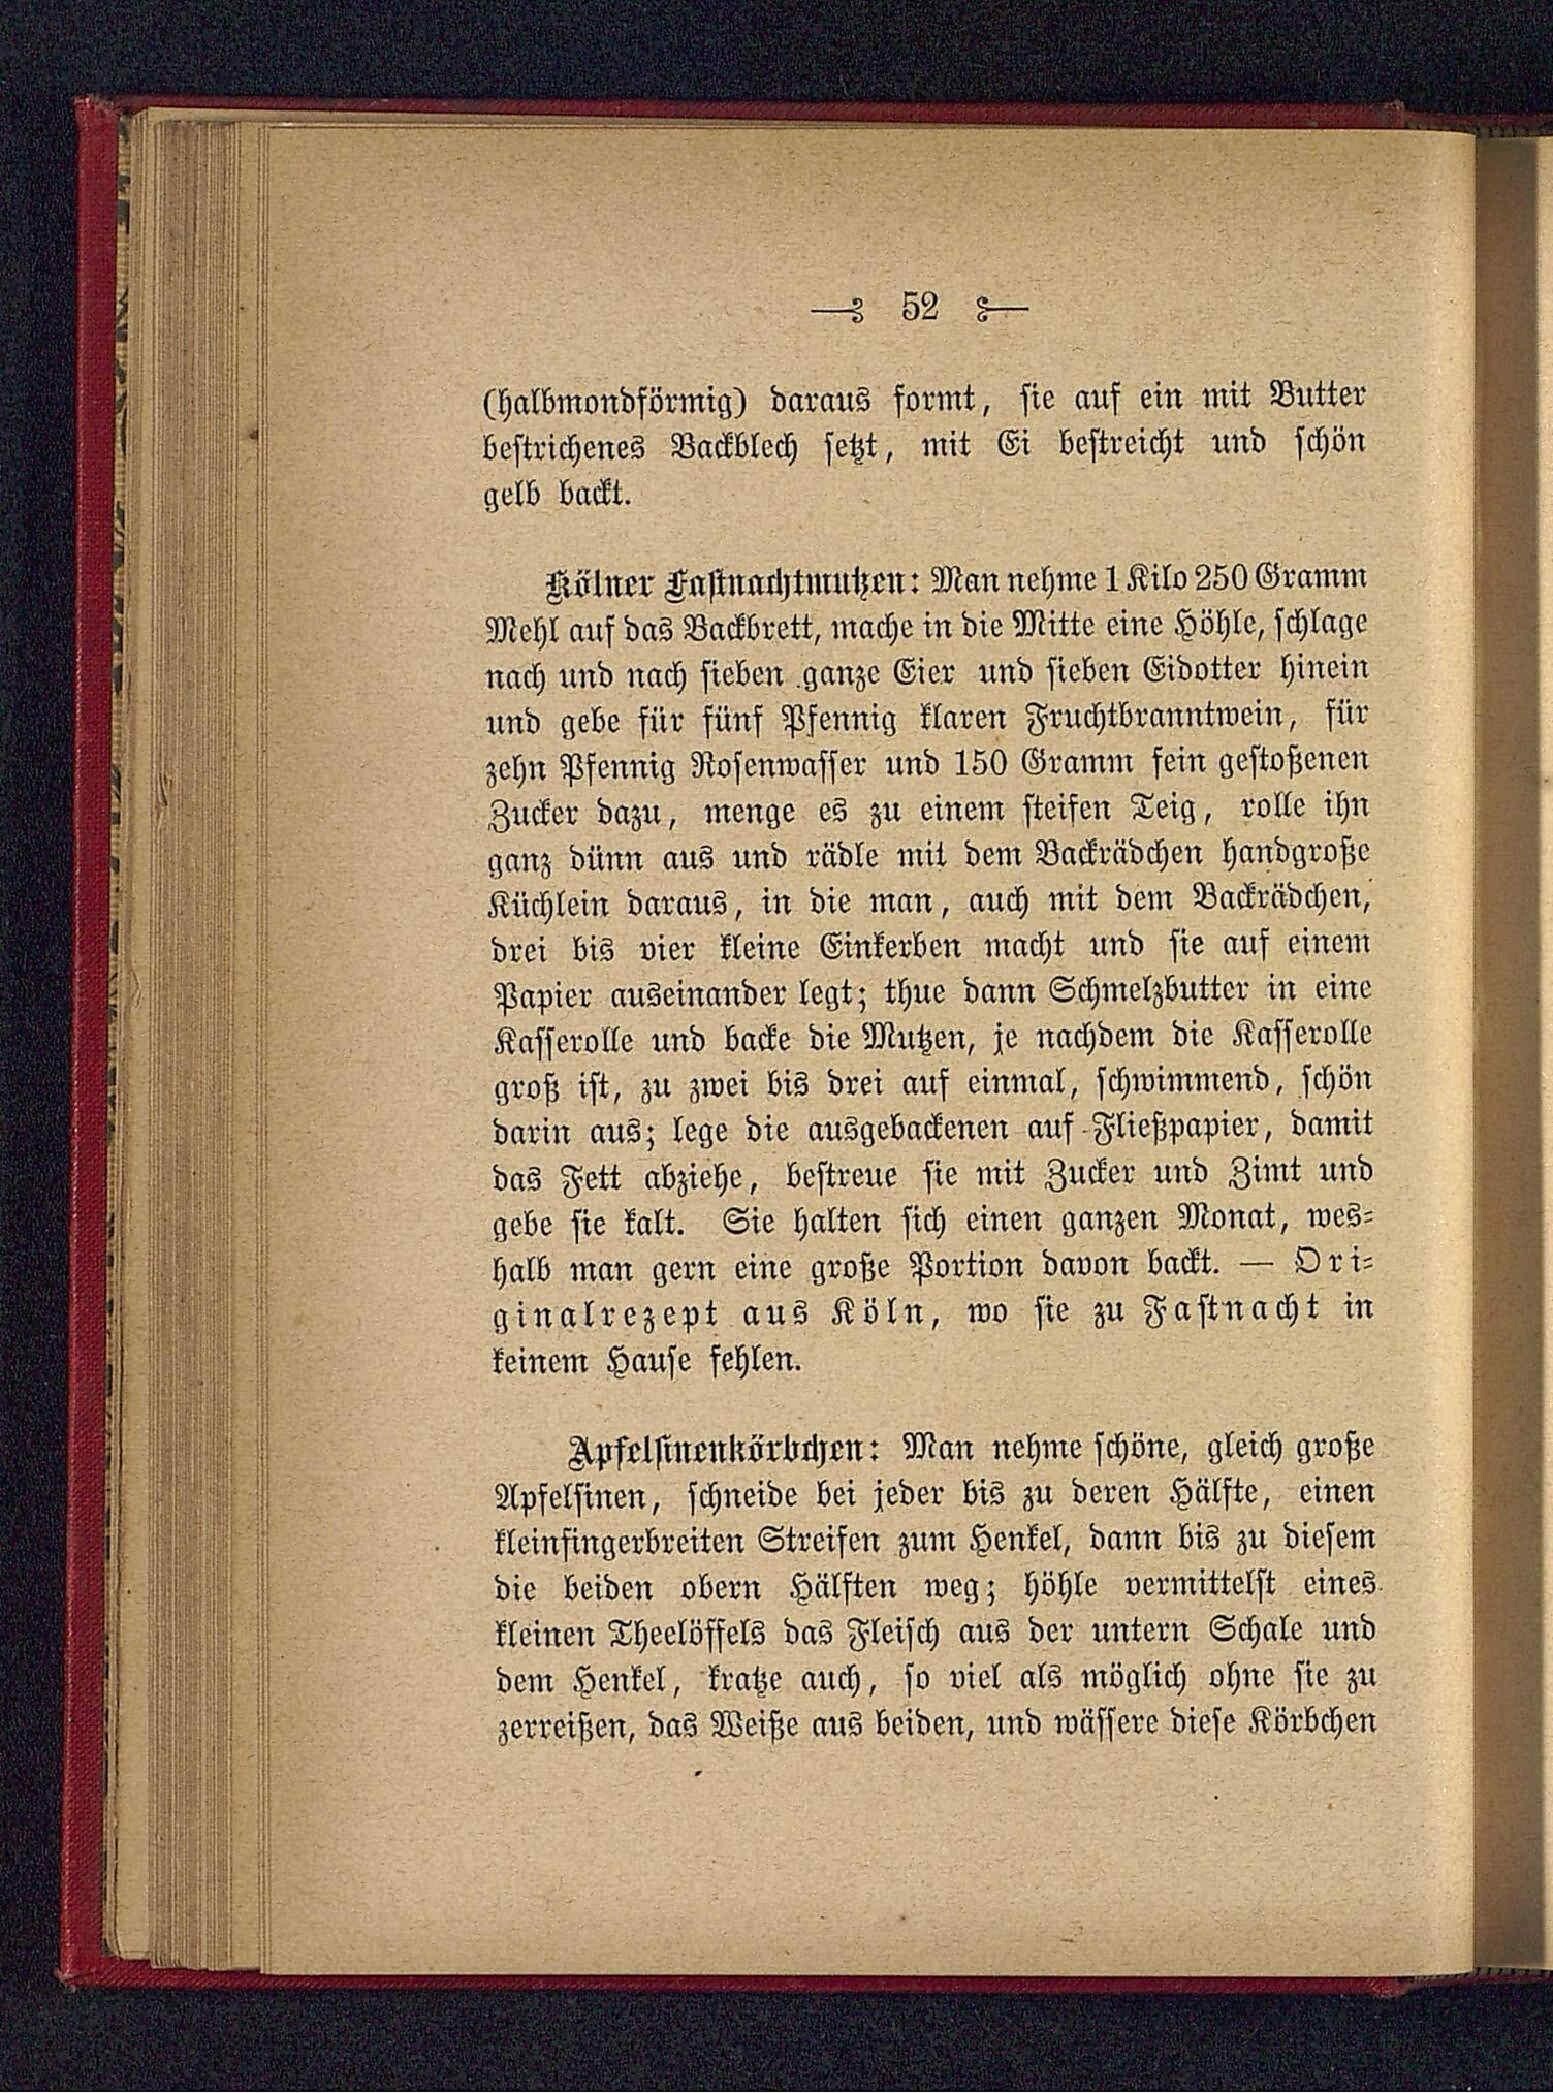 52
(halbmondförmig) daraus formt, sie auf ein mit Butter
bestrichenes Backblech setzt, mit Ei bestreicht und schön
gelb backt.
Kölner Fastnachtmutzen: Man nehme 1 Kilo 250 Gramm
Mehl auf das Backbrett, mache in die Mitte eine Höhle, schlage
nach und nach sieben ganze Eier und sieben Eidotter hinein
und gebe für fünf Pfennig klaren Fruchtbranntwein, für
zehn Pfennig Rosenwasser und 150 Gramm fein gestoßenen
Zucker dazu, menge es zu einem steifen Teig, rolle ihn
ganz dünn aus und rädle mit dem Backrädchen handgroße
Küchlein daraus, in die man, auch mit dem Backrädchen,
drei bis vier kleine Einkerben macht und sie auf einem
Papier auseinander legt; thue dann Schmelzbutter in eine
Kasserolle und backe die Mutzen, je nachdem die Kasserolle
groß ist, zu zwei bis drei auf einmal, schwimmend, schön
darin aus; lege die ausgebackenen auf Fließpapier, damit
das Fett abziehe, bestreue sie mit Zucker und Zimt und
gebe sie kalt. Sie halten sich einen ganzen Monat, wes-
halb man gern eine große Portion davon backt. — Ori-
ginalrezept aus Köln, wo sie zu Fastnacht in
keinem Hause fehlen.
Apfelsinenkörbchen: Man nehme schöne, gleich große
Apfelsinen, schneide bei jeder bis zu deren Hälfte, einen
kleinfingerbreiten Streifen zum Henkel, dann bis zu diesem
die beiden obern Hälften weg; höhle vermittelst eines
kleinen Theelöffels das Fleisch aus der untern Schale und
dem Henkel, kratze auch, so viel als möglich ohne sie zu
zerreißen, das Weiße aus beiden, und wässere diese Körbchen